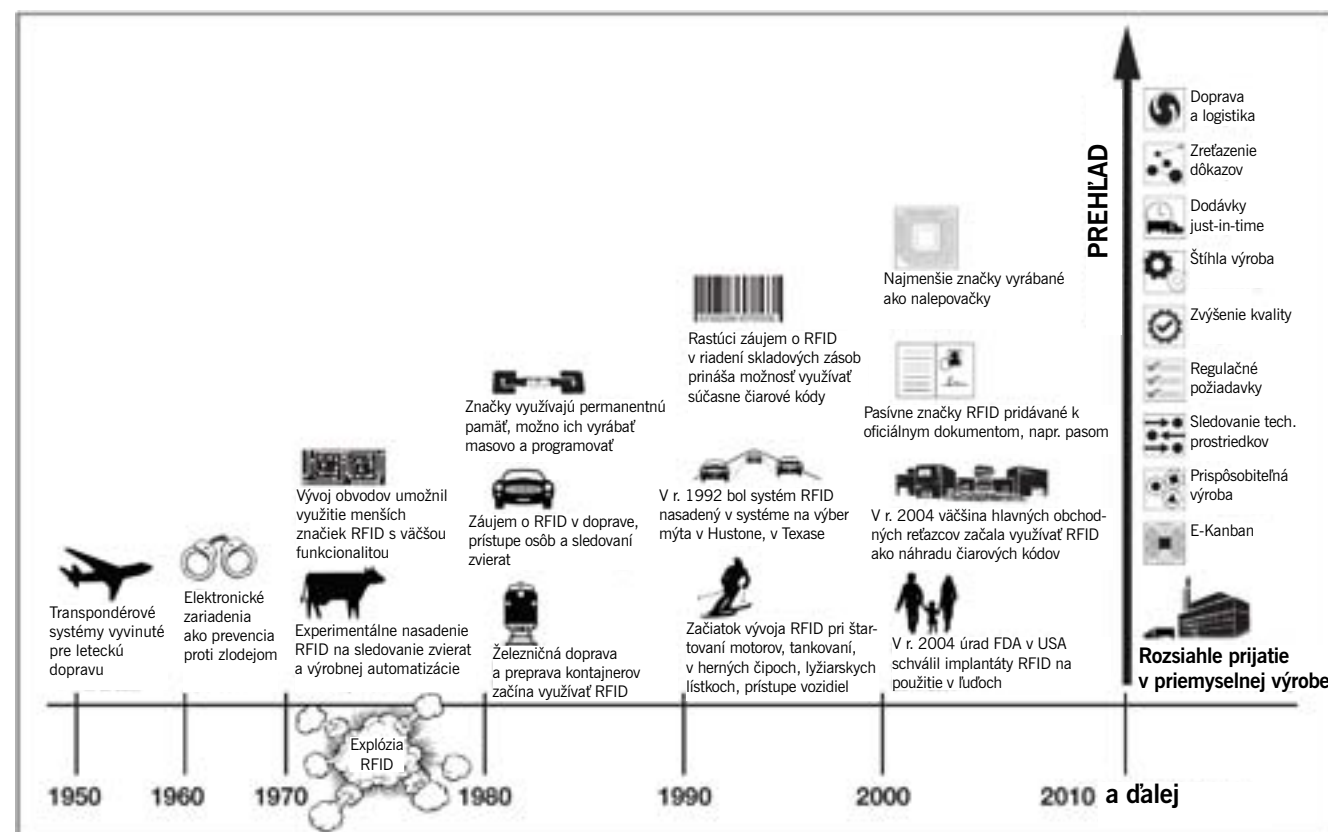 Transpondérové
systémy vyvinuté
pre leteckú
dopravu
Elektronické
zariadenia
ako prevencia
proti zlodejom
Vývoj obvodov umožnil
využitie menších
značiek RFID s väčšou
funkcionalitou
Experimentálne nasadenie
RFID na sledovanie zvierat
a výrobnej automatizácie
Značky využívajú permanentnú
pamäť, možno ich vyrábať
masovo a programovať
Záujem o RFID v doprave,
prístupe osôb a sledovaní
zvierat
Železničná doprava
a preprava kontajnerov
začína využívať RFID
Rastúci záujem o RFID
v riadení skladových zásob
prináša možnosť využívať
súčasne čiarové kódy
V r. 1992 bol systém RFID
nasadený v systéme na výber
mýta v Hustone, v Texase
Začiatok vývoja RFID pri štar-
tovaní motorov, tankovaní,
v herných čipoch, lyžiarskych
lístkoch, prístupe vozidiel
Najmenšie značky vyrábané
ako nalepovačky
Pasívne značky RFID pridávané k
oficiálnym dokumentom, napr. pasom
V r. 2004 väčšina hlavných obchod-
ných reťazcov začala využívať RFID
ako náhradu čiarových kódov
V r. 2004 úrad FDA v USA
schválil implantáty RFID na
použitie v ľuďoch
PREHĽAD
Doprava
a logistika
Zreťazenie
dôkazov
Dodávky
just-in-time
Štíhla výroba
Zvýšenie kvality
Regulačné
požiadavky
Sledovanie tech.
prostriedkov
Prispôsobiteľná
výroba
E-Kanban
Rozsiahle prijatie
v priemyselnej výrobe
Explózia
RFID
1950
1960
1970
1980
1990
2000
2010 a ďalej